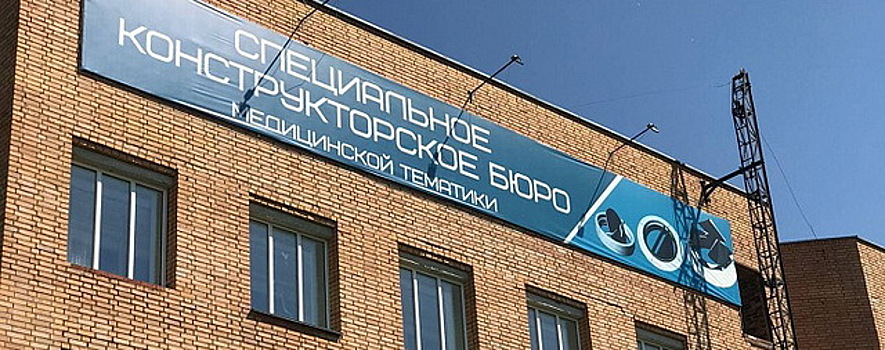 СПЕЦИАЛЬНОЕ
КОНСТРУКТОРСКОЕ БЮРО
МЕДИЦИНСКОЙ ТЕМАТИКИ